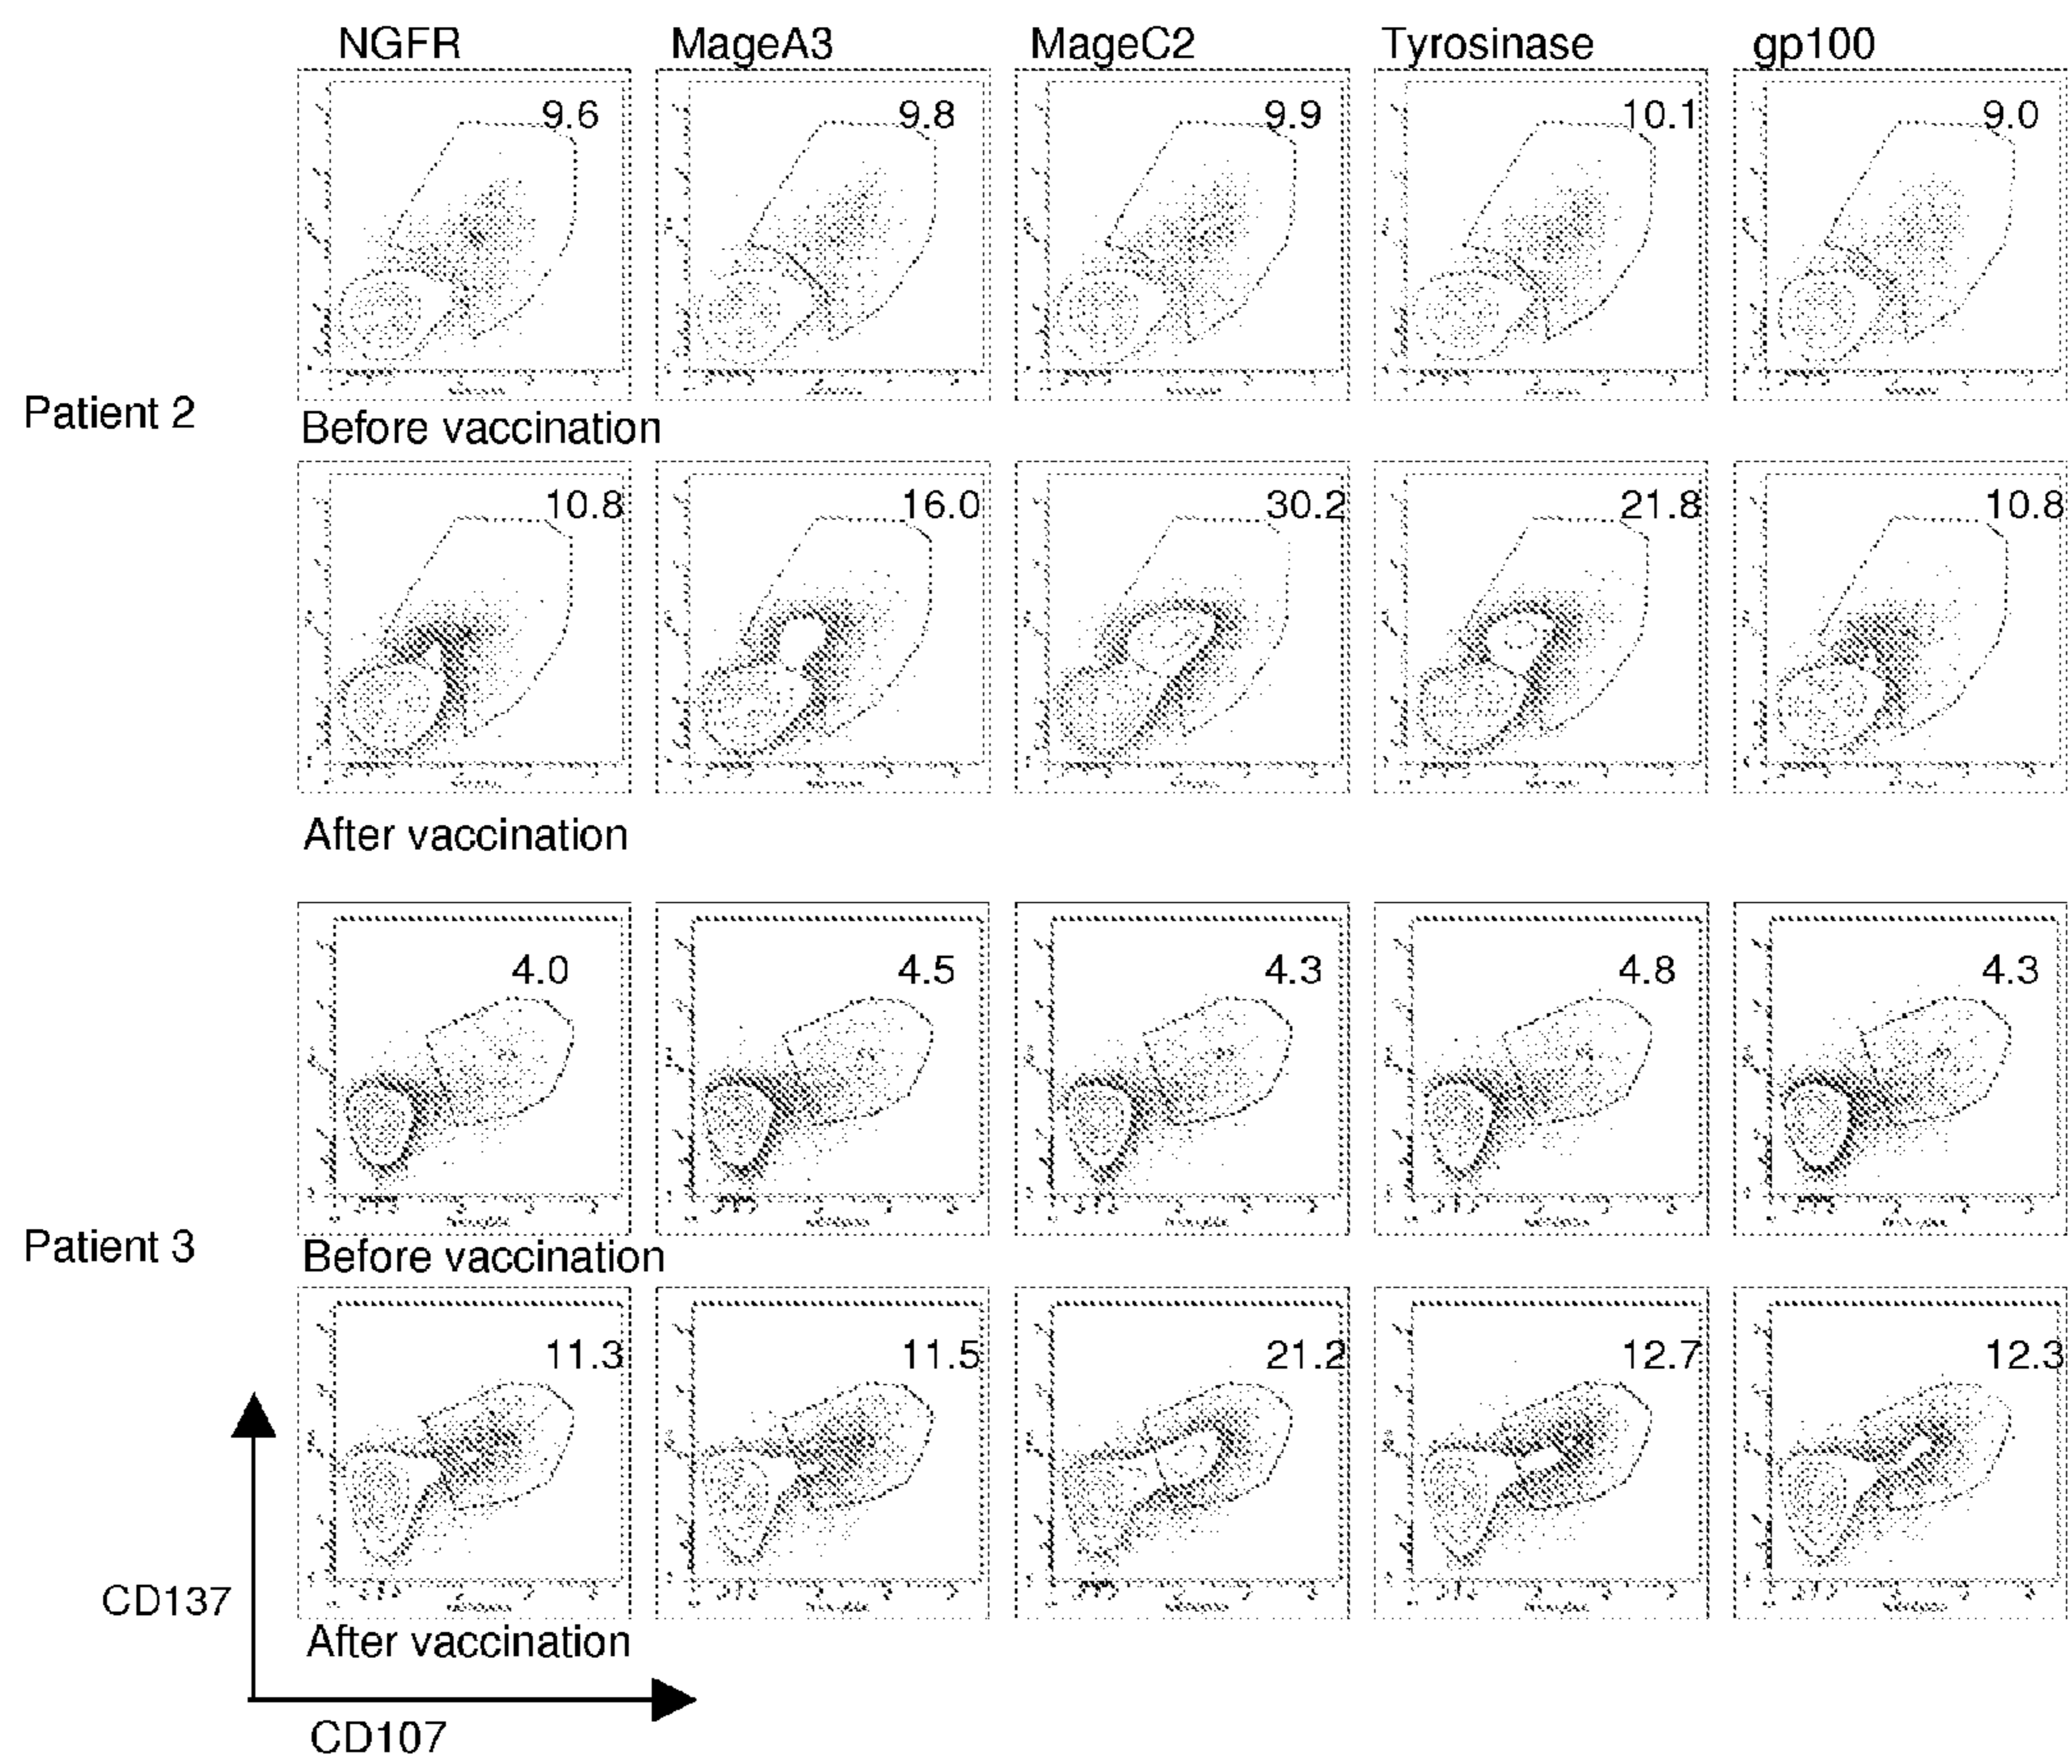 NGFR MageA3 MageC2 Tyrosinase gp100
9.6 9.8 9.9 10.1 9.0
Patient 2
Before vaccination
10.8 16.0 30.2 21.8 10.8
After vaccination
4.0 4.5 4.3 4.8 4.3
Patient 3
Before vaccination
11.3 11.5 21.2 12.7 12.3
CD137
After vaccination
CD107